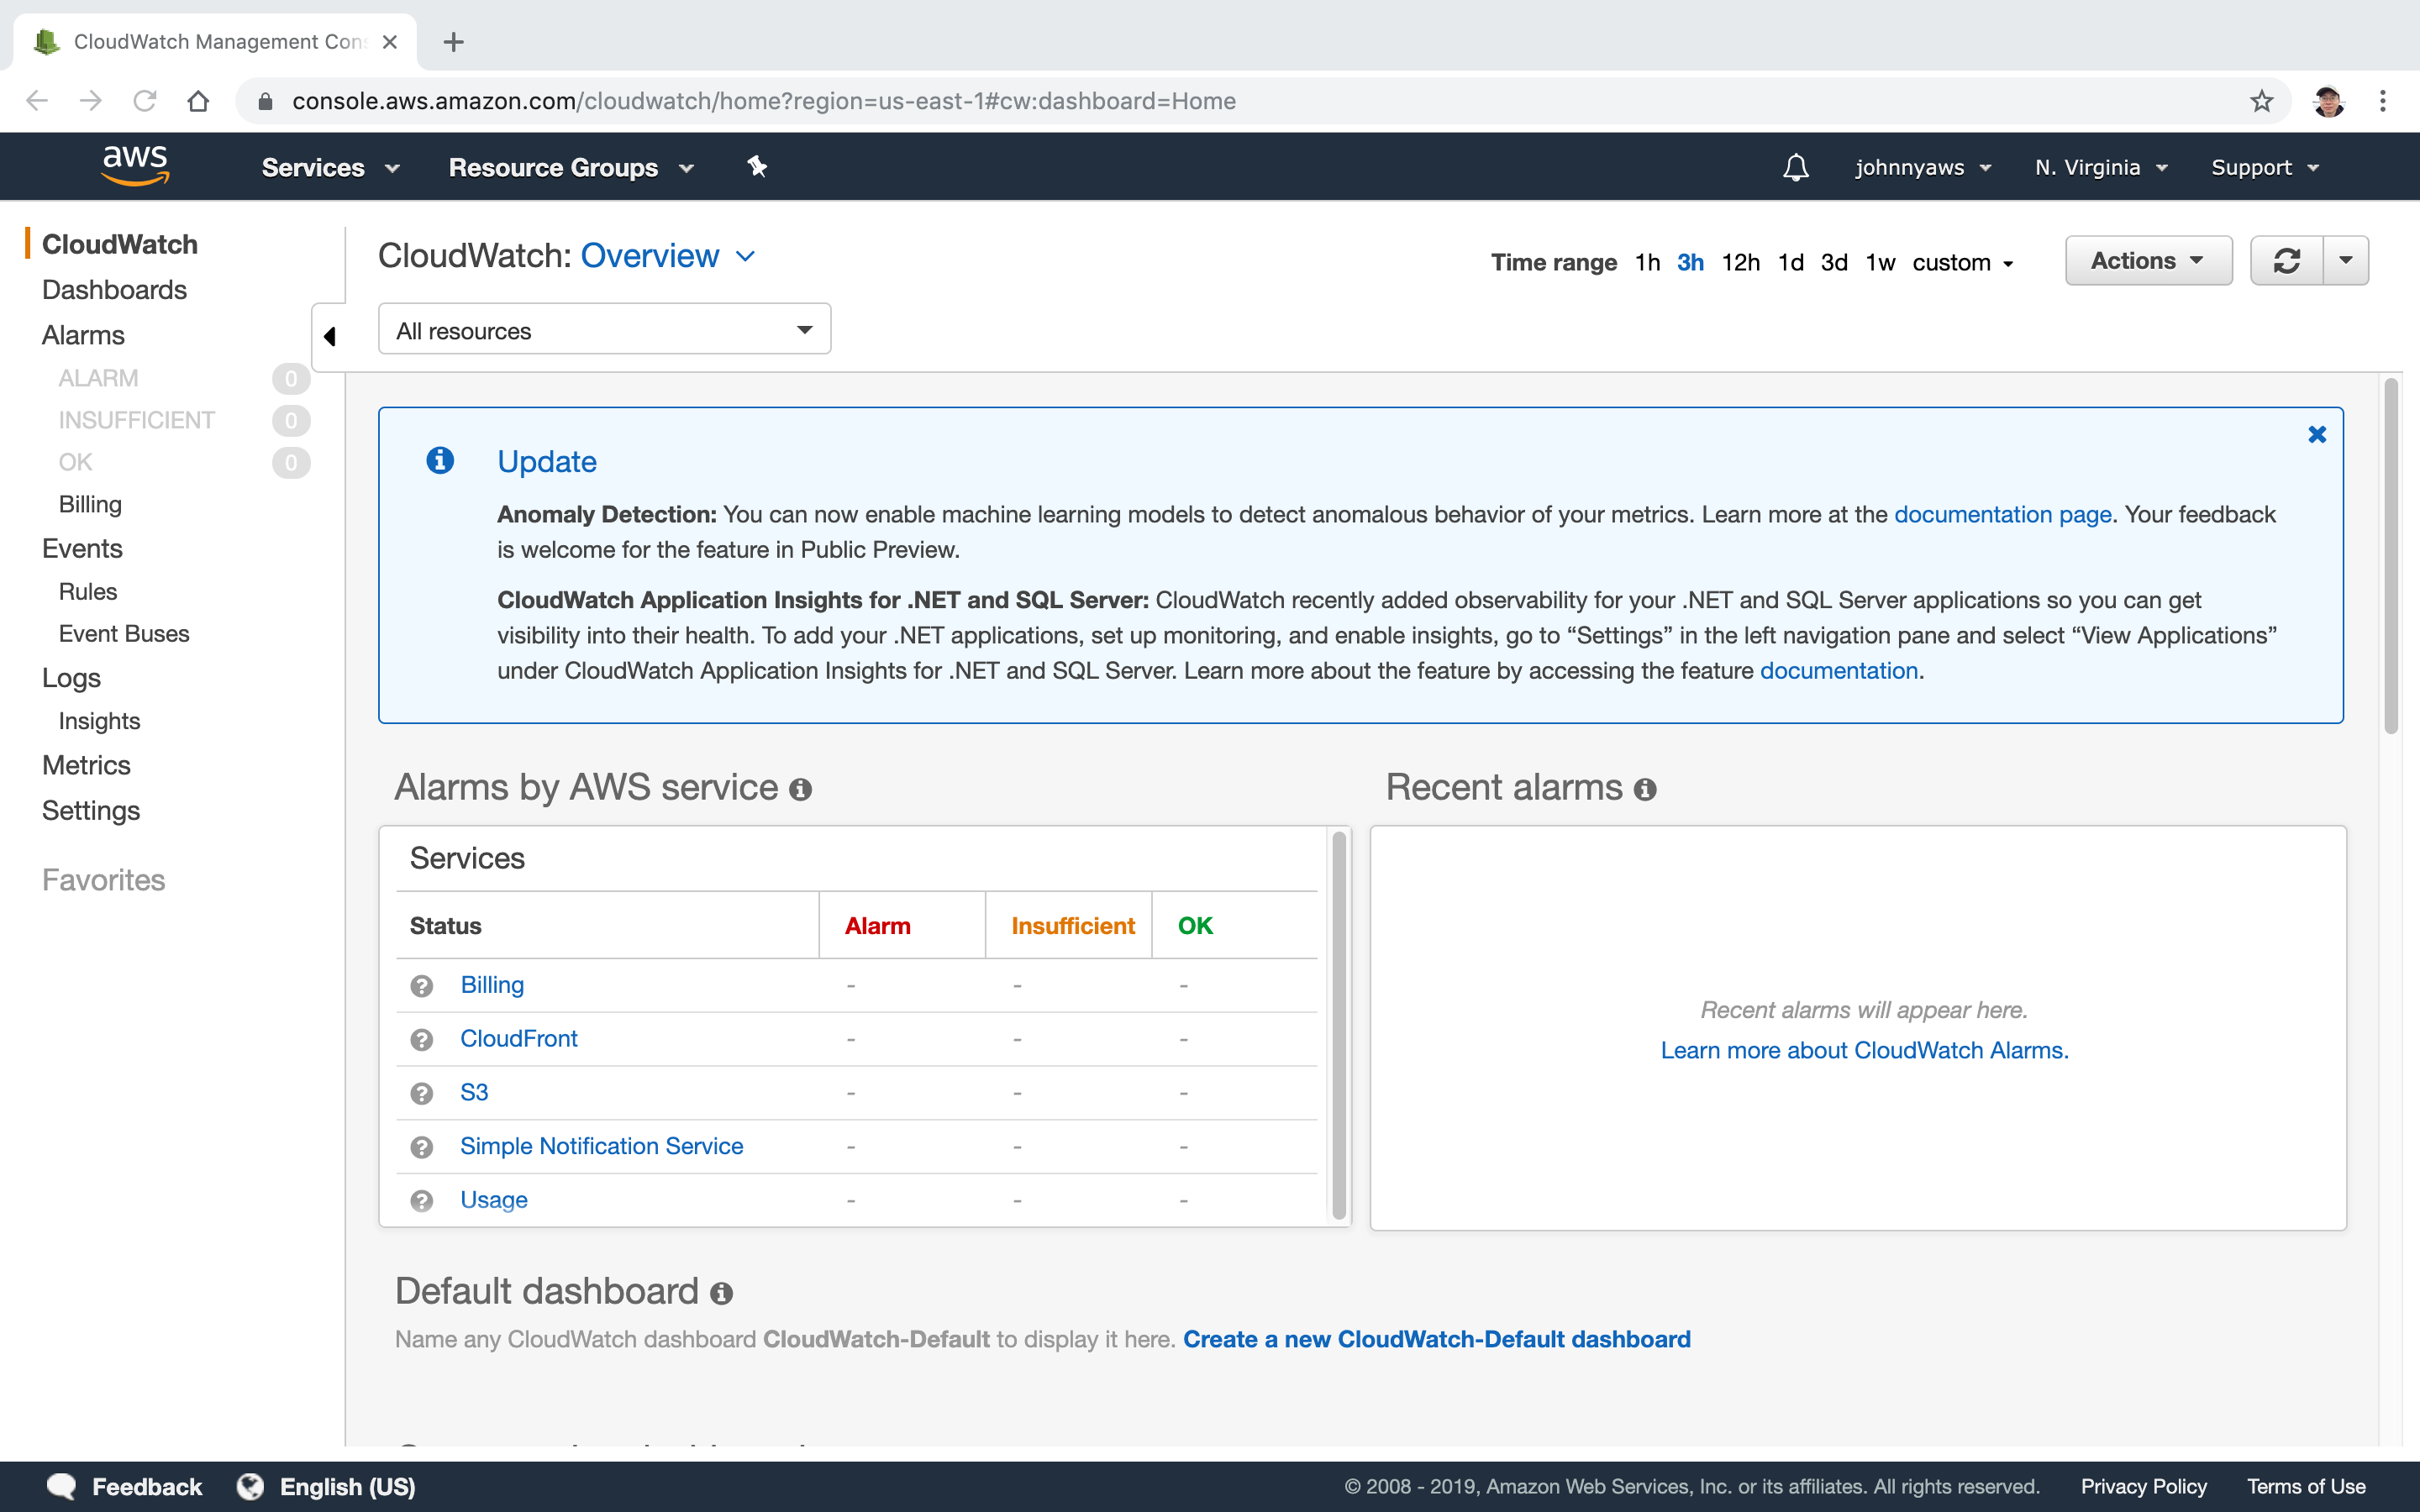 CloudWatch Management Con
console.aws.amazon.com/cloudwatch/home?region=us-east-1#cw:dashboard=Home
aws
Services
Resource Groups
johnnyaws
N. Virginia
Support
CloudWatch
Dashboards
Alarms
ALARM 0
INSUFFICIENT 0
OK 0
Billing
Events
Rules
Event Buses
Logs
Insights
Metrics
Settings
Favorites
CloudWatch: Overview
Time range 1h 3h 12h 1d 3d 1w custom
Actions
All resources
Update
Anomaly Detection: You can now enable machine learning models to detect anomalous behavior of your metrics. Learn more at the documentation page. Your feedback
is welcome for the feature in Public Preview.
CloudWatch Application Insights for .NET and SQL Server: CloudWatch recently added observability for your .NET and SQL Server applications so you can get
visibility into their health. To add your .NET applications, set up monitoring, and enable insights, go to “Settings” in the left navigation pane and select “View Applications”
under CloudWatch Application Insights for .NET and SQL Server. Learn more about the feature by accessing the feature documentation.
Alarms by AWS service
Services
Status Alarm Insufficient OK
Billing - - -
CloudFront - - -
S3 - - -
Simple Notification Service - - -
Usage - - -
Recent alarms
Recent alarms will appear here.
Learn more about CloudWatch Alarms.
Default dashboard
Name any CloudWatch dashboard CloudWatch-Default to display it here. Create a new CloudWatch-Default dashboard
Feedback
English (US)
© 2008 - 2019, Amazon Web Services, Inc. or its affiliates. All rights reserved.
Privacy Policy
Terms of Use